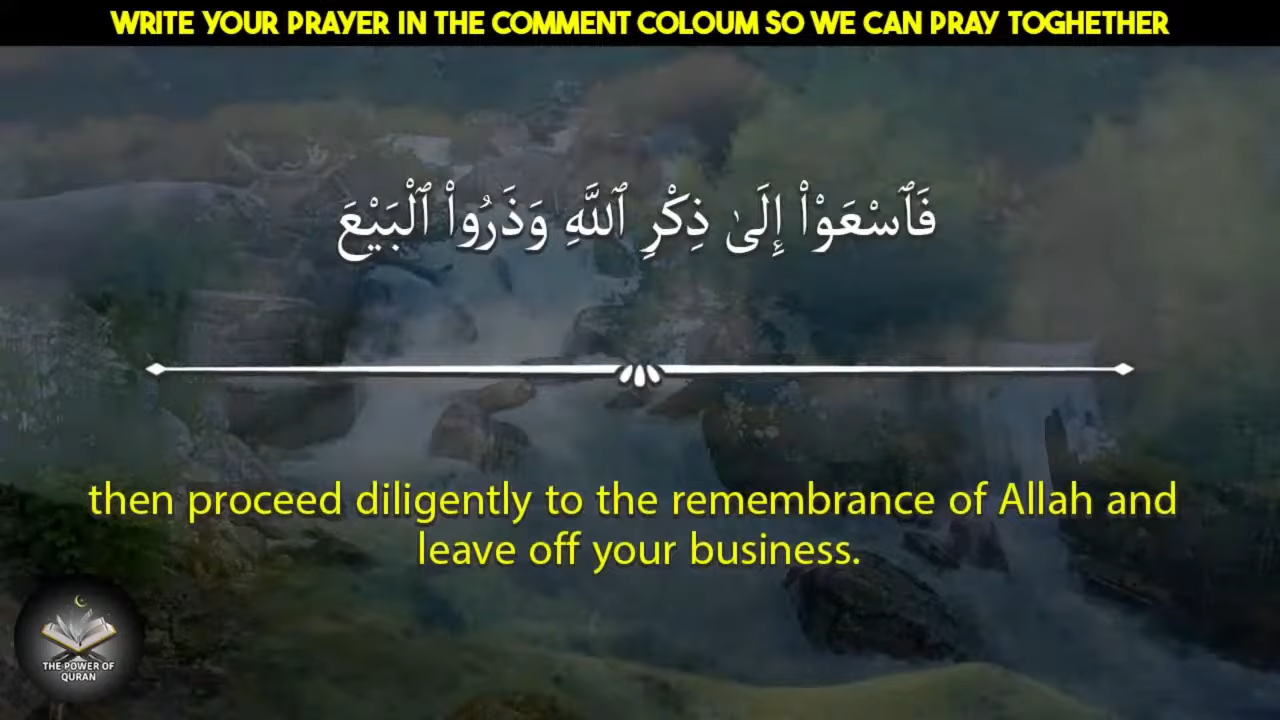 WRITE YOUR PRAYER IN THE COMMENT COLOUM SO WE CAN PRAY TOGHETHER
فَٱسْعَوْا۟ إِلَىٰ ذِكْرِ ٱللَّهِ وَذَرُوا۟ ٱلْبَيْعَ
then proceed diligently to the remembrance of Allah and
leave off your business.
THE POWER OF
QURAN